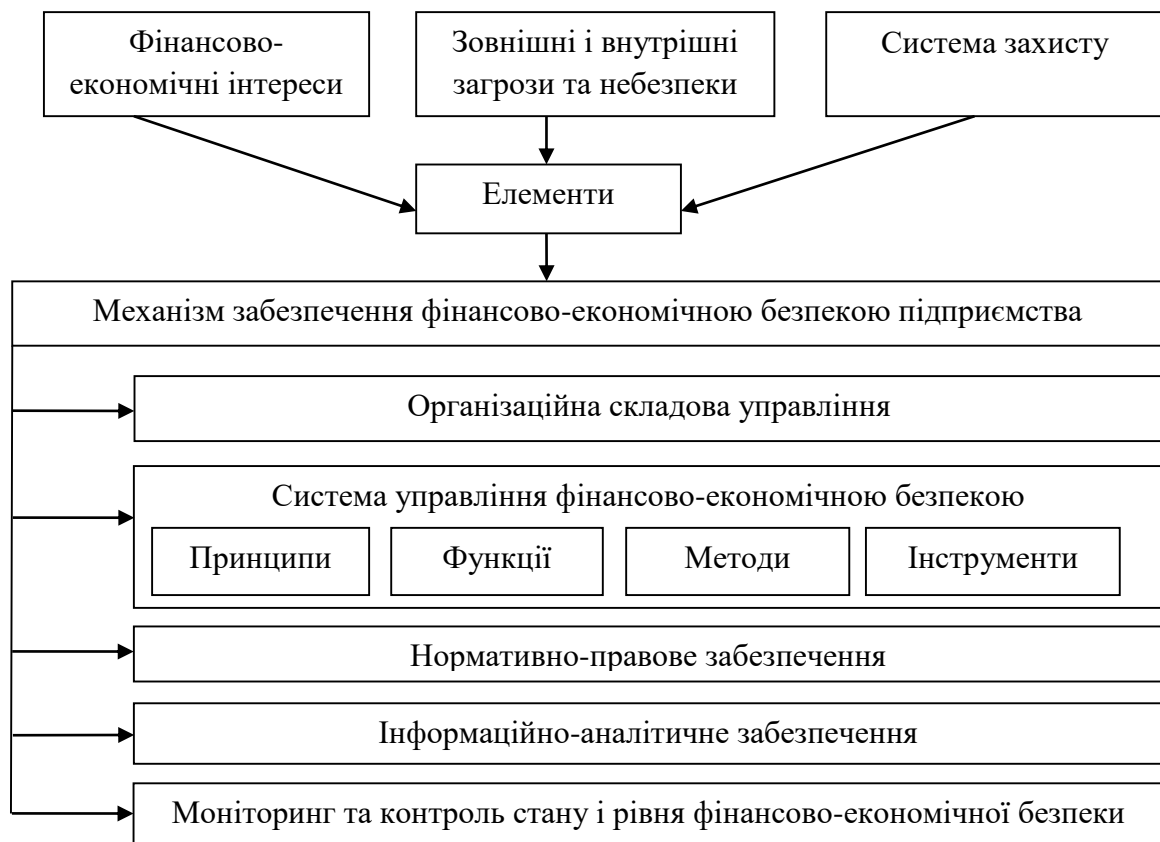 Фінансово-
економічні інтереси
Зовнішні і внутрішні
загрози та небезпеки
Система захисту
Елементи
Механізм забезпечення фінансово-економічною безпекою підприємства
Організаційна складова управління
Система управління фінансово-економічною безпекою
Принципи
Функції
Методи
Інструменти
Нормативно-правове забезпечення
Інформаційно-аналітичне забезпечення
Моніторинг та контроль стану і рівня фінансово-економічної безпеки